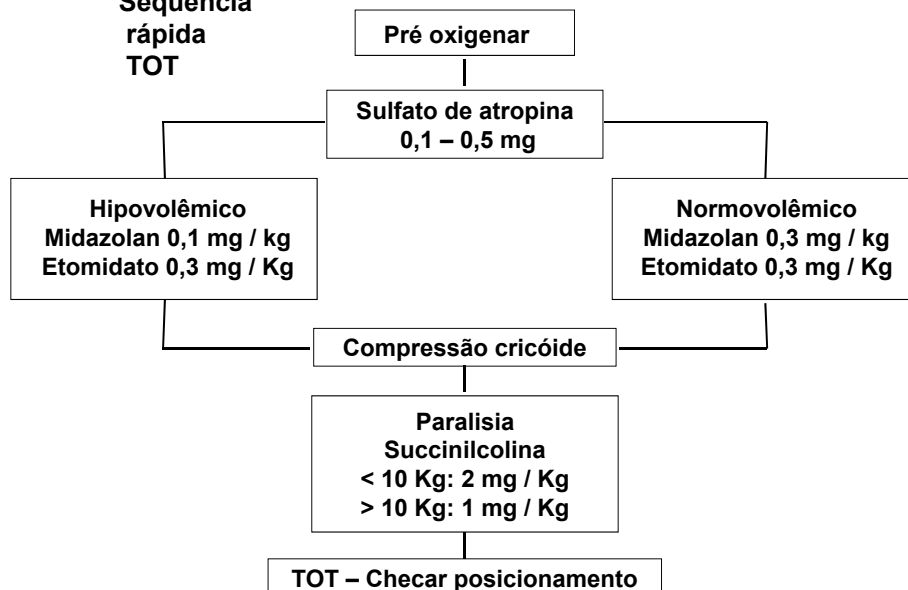 Sequência
rápida
TOT
Pré oxigenar
Sulfato de atropina
0,1 – 0,5 mg
Hipovolêmico
Midazolan 0,1 mg / kg
Etomidato 0,3 mg / Kg
Normovolêmico
Midazolan 0,3 mg / kg
Etomidato 0,3 mg / Kg
Compressão cricóide
Paralisia
Succinilcolina
< 10 Kg: 2 mg / Kg
> 10 Kg: 1 mg / Kg
TOT – Checar posicionamento